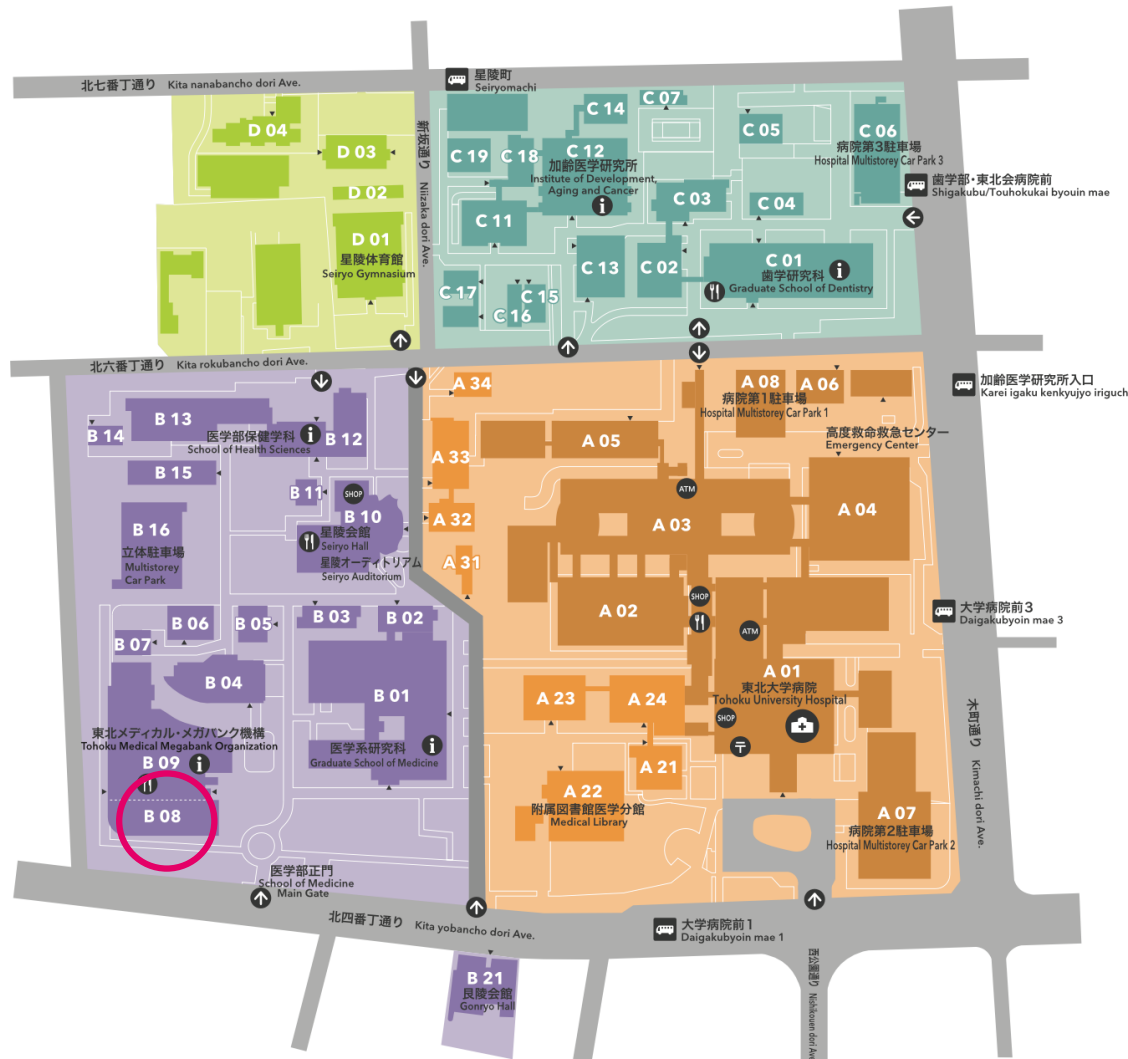 北七番丁通り Kita nanabancho dori Ave.
星陵町
Seiryomachi
新坂通り Niizaka dori Ave.
D 04
D 03
D 02
D 01
星陵体育館
Seiryo Gymnasium
C 14
C 07
C 05
C 06
病院第3駐車場
Hospital Multistorey Car Park 3
C 19
C 18
C 12
加齢医学研究所
Institute of Development,
Aging and Cancer
i
歯学部・東北会病院前
Shigakubu/Touhokukai byouin mae
C 11
C 03
C 04
C 13
C 02
C 01
歯学研究科
Graduate School of Dentistry
i
C 17
C 15
C 16
北六番丁通り Kita rokubancho dori Ave.
加齢医学研究所入口
Karei igaku kenkyujyo iriguch
A 34
A 08
病院第1駐車場
Hospital Multistorey Car Park 1
A 06
高度救命救急センター
Emergency Center
B 14
B 13
医学部保健学科
School of Health Sciences
i
B 12
A 33
A 05
B 15
B 11
SHOP
B 10
ATM
A 32
A 03
A 04
B 16
立体駐車場
Multistorey
Car Park
星陵会館
Seiryo Hall
星陵オーディトリアム
Seiryo Auditorium
A 31
A 02
SHOP
ATM
大学病院前3
Daigakubyoin mae 3
B 07
B 06
B 05
B 03
B 02
B 04
B 01
A 23
A 24
A 01
東北大学病院
Tohoku University Hospital
SHOP
〒
木町通り Kimachi dori Ave.
東北メディカル・メガバンク機構
Tohoku Medical Megabank Organization
B 09
i
医学系研究科
Graduate School of Medicine
i
A 21
A 22
附属図書館医学分館
Medical Library
A 07
病院第2駐車場
Hospital Multistorey Car Park 2
B 08
医学部正門
School of Medicine
Main Gate
北四番丁通り Kita yobancho dori Ave.
大学病院前1
Daigakubyoin mae 1
B 21
艮陵会館
Gonryo Hall
西公園通り Nishikouen dori Ave